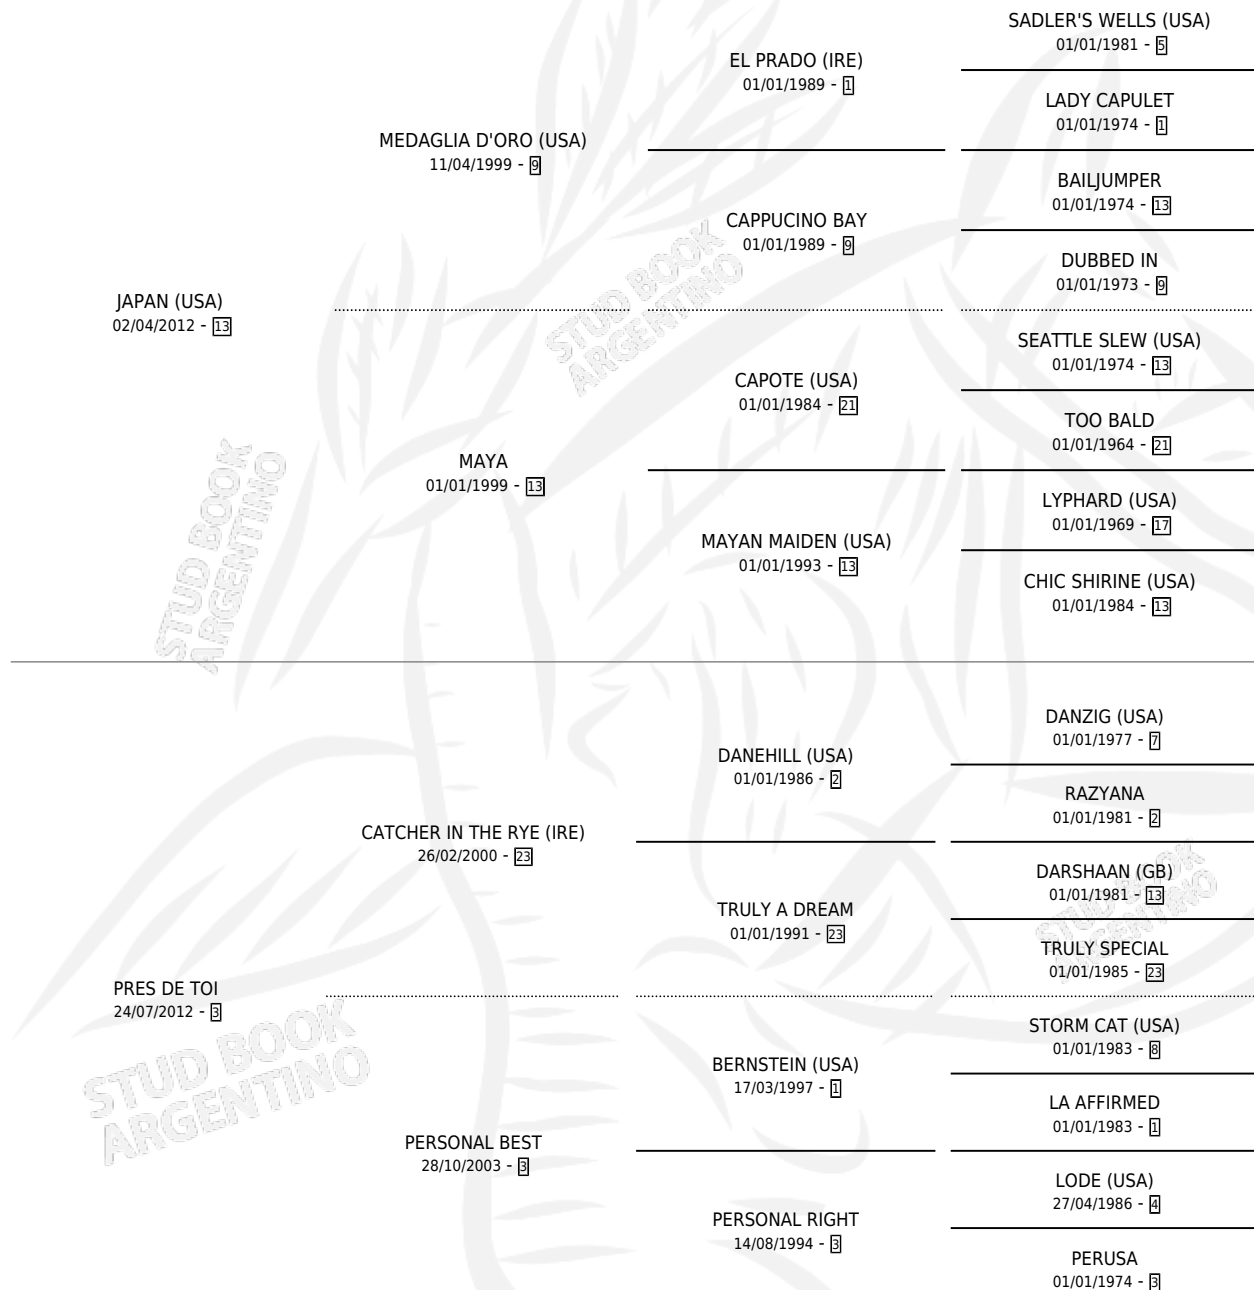 SADLER'S WELLS (USA)
01/01/1981 - 5
EL PRADO (IRE)
01/01/1989 - 1
LADY CAPULET
01/01/1974 - 1
MEDAGLIA D'ORO (USA)
11/04/1999 - 9
BAILJUMPER
01/01/1974 - 13
CAPPUCINO BAY
01/01/1989 - 9
DUBBED IN
01/01/1973 - 9
JAPAN (USA)
02/04/2012 - 13
SEATTLE SLEW (USA)
01/01/1974 - 13
CAPOTE (USA)
01/01/1984 - 21
TOO BALD
01/01/1964 - 21
MAYA
01/01/1999 - 13
LYPHARD (USA)
01/01/1969 - 17
MAYAN MAIDEN (USA)
01/01/1993 - 13
CHIC SHIRINE (USA)
01/01/1984 - 13
DANZIG (USA)
01/01/1977 - 7
DANEHILL (USA)
01/01/1986 - 2
RAZYANA
01/01/1981 - 2
CATCHER IN THE RYE (IRE)
26/02/2000 - 23
DARSHAAN (GB)
01/01/1981 - 13
TRULY A DREAM
01/01/1991 - 23
TRULY SPECIAL
01/01/1985 - 23
PRES DE TOI
24/07/2012 - 3
STORM CAT (USA)
01/01/1983 - 8
BERNSTEIN (USA)
17/03/1997 - 1
LA AFFIRMED
01/01/1983 - 1
PERSONAL BEST
28/10/2003 - 3
LODE (USA)
27/04/1986 - 4
PERSONAL RIGHT
14/08/1994 - 3
PERUSA
01/01/1974 - 3
STUD BOOK
ARGENTINO
STUD BOOK
ARGENTINO
STUD BOOK
ARGENTINO
STUD BOOK
ARGENTINO